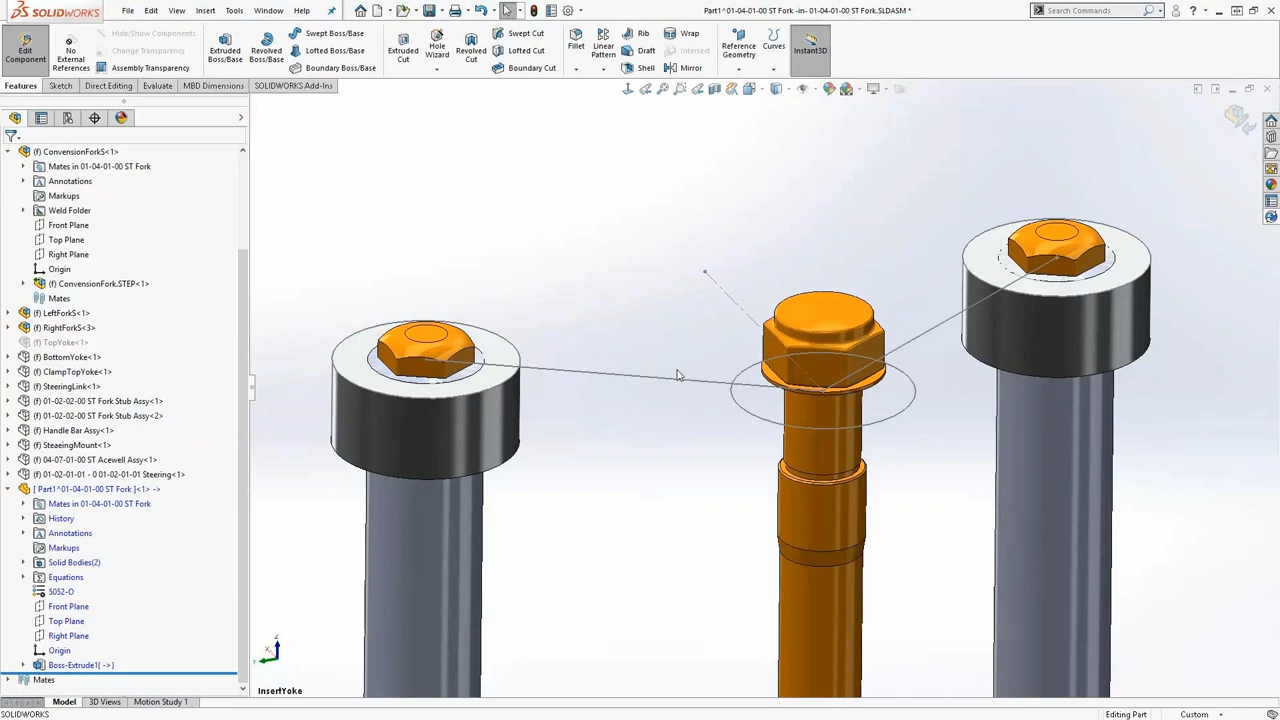 SOLIDWORKS
File Edit View Insert Tools Window Help
Part1^01-04-01-00 ST Fork -in- 01-04-01-00 ST Fork.SLDASM *
Search Commands
Edit Component
No External References
Hide/Show Components
Change Transparency
Assembly Transparency
Extruded Boss/Base
Revolved Boss/Base
Swept Boss/Base
Lofted Boss/Base
Boundary Boss/Base
Extruded Cut
Hole Wizard
Revolved Cut
Swept Cut
Lofted Cut
Boundary Cut
Fillet
Linear Pattern
Rib
Draft
Shell
Wrap
Intersect
Mirror
Reference Geometry
Curves
Instant3D
Features Sketch Direct Editing Evaluate MBD Dimensions SOLIDWORKS Add-Ins
(f) ConvensionForkS<1>
Mates in 01-04-01-00 ST Fork
Annotations
Markups
Weld Folder
Front Plane
Top Plane
Right Plane
Origin
(f) ConvensionFork.STEP<1>
Mates
(f) LeftForkS<1>
(f) RightForkS<3>
(f) TopYoke<1>
(f) BottomYoke<1>
(f) ClampTopYoke<1>
(f) SteeringLink<1>
(f) 01-02-02-00 ST Fork Stub Assy<1>
(f) 01-02-02-00 ST Fork Stub Assy<2>
(f) Handle Bar Assy<1>
(f) SteaeingMount<1>
(f) 04-07-01-00 ST Acewell Assy<1>
(f) 01-02-01-01 - 0 01-02-01-01 Steering<1>
[ Part1^01-04-01-00 ST Fork ]<1> ->
Mates in 01-04-01-00 ST Fork
History
Annotations
Markups
Solid Bodies(2)
Equations
5052-O
Front Plane
Top Plane
Right Plane
Origin
Boss-Extrude1{ ->}
Mates
InsertYoke
Model 3D Views Motion Study 1
SOLIDWORKS
Editing Part
Custom